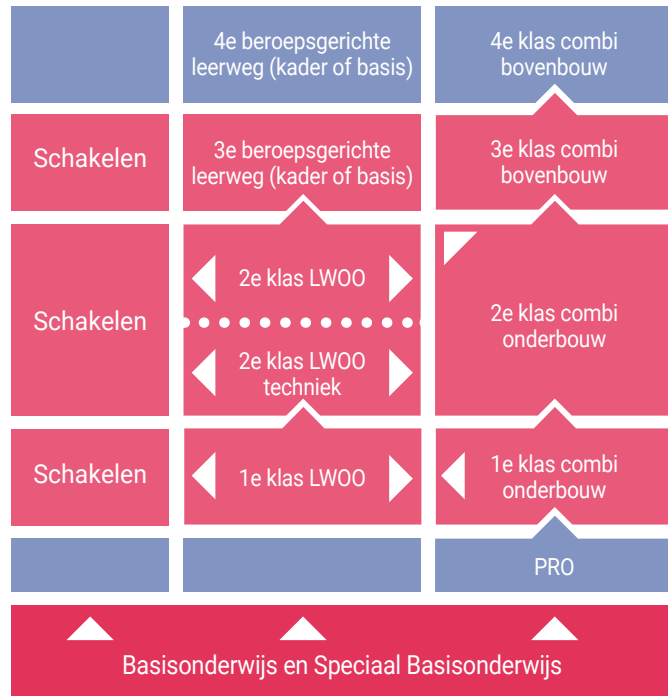 4e beroepsgerichte
leerweg (kader of basis)
4e klas combi
bovenbouw
Schakelen
3e beroepsgerichte
leerweg (kader of basis)
3e klas combi
bovenbouw
Schakelen
2e klas LWOO
2e klas LWOO
techniek
2e klas combi
onderbouw
Schakelen
1e klas LWOO
1e klas combi
onderbouw
PRO
Basisonderwijs en Speciaal Basisonderwijs